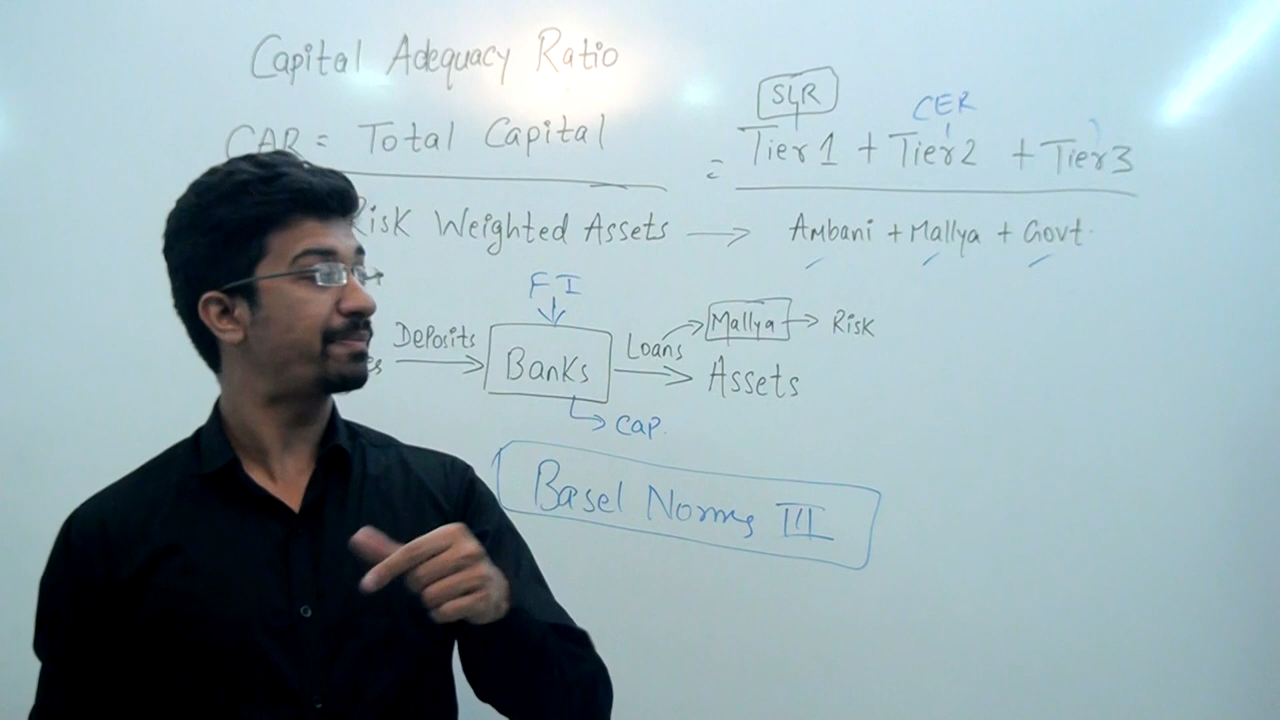 Capital Adequacy Ratio
CAR = Total Capital
Risk Weighted Assets →
SLR
CER
= Tier 1 + Tier 2 + Tier 3
Ambani + Mallya + Govt.
FI
Deposits
Banks
Loans
Mallya → Risk
Assets
Cap.
Basel Norms III